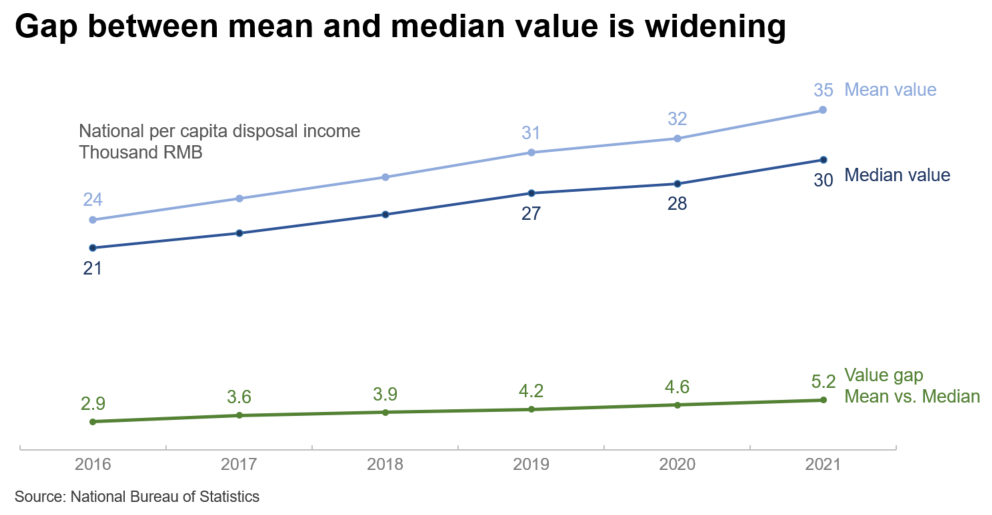 Gap between mean and median value is widening
National per capita disposal income
Thousand RMB
35 Mean value
32
31
24
30 Median value
28
27
21
2.9
3.6
3.9
4.2
4.6
5.2
Value gap
Mean vs. Median
2016 2017 2018 2019 2020 2021
Source: National Bureau of Statistics